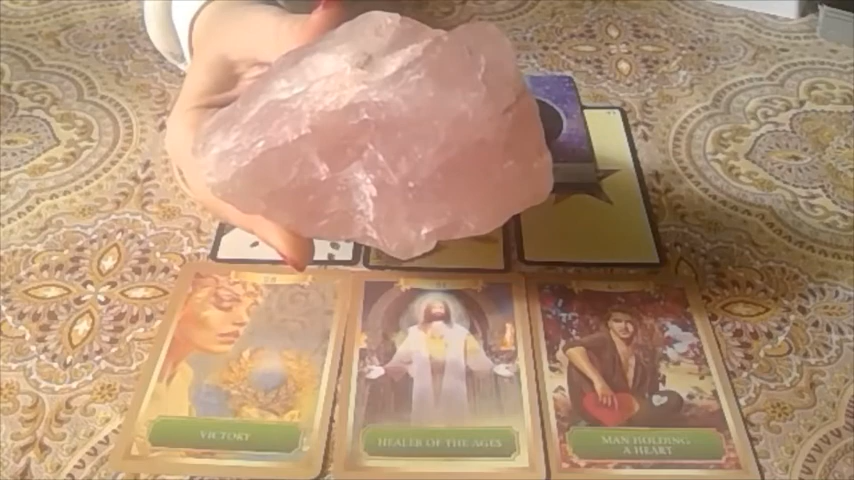 VICTORY
HEALER OF THE AGES
MAN HOLDING
A HEART